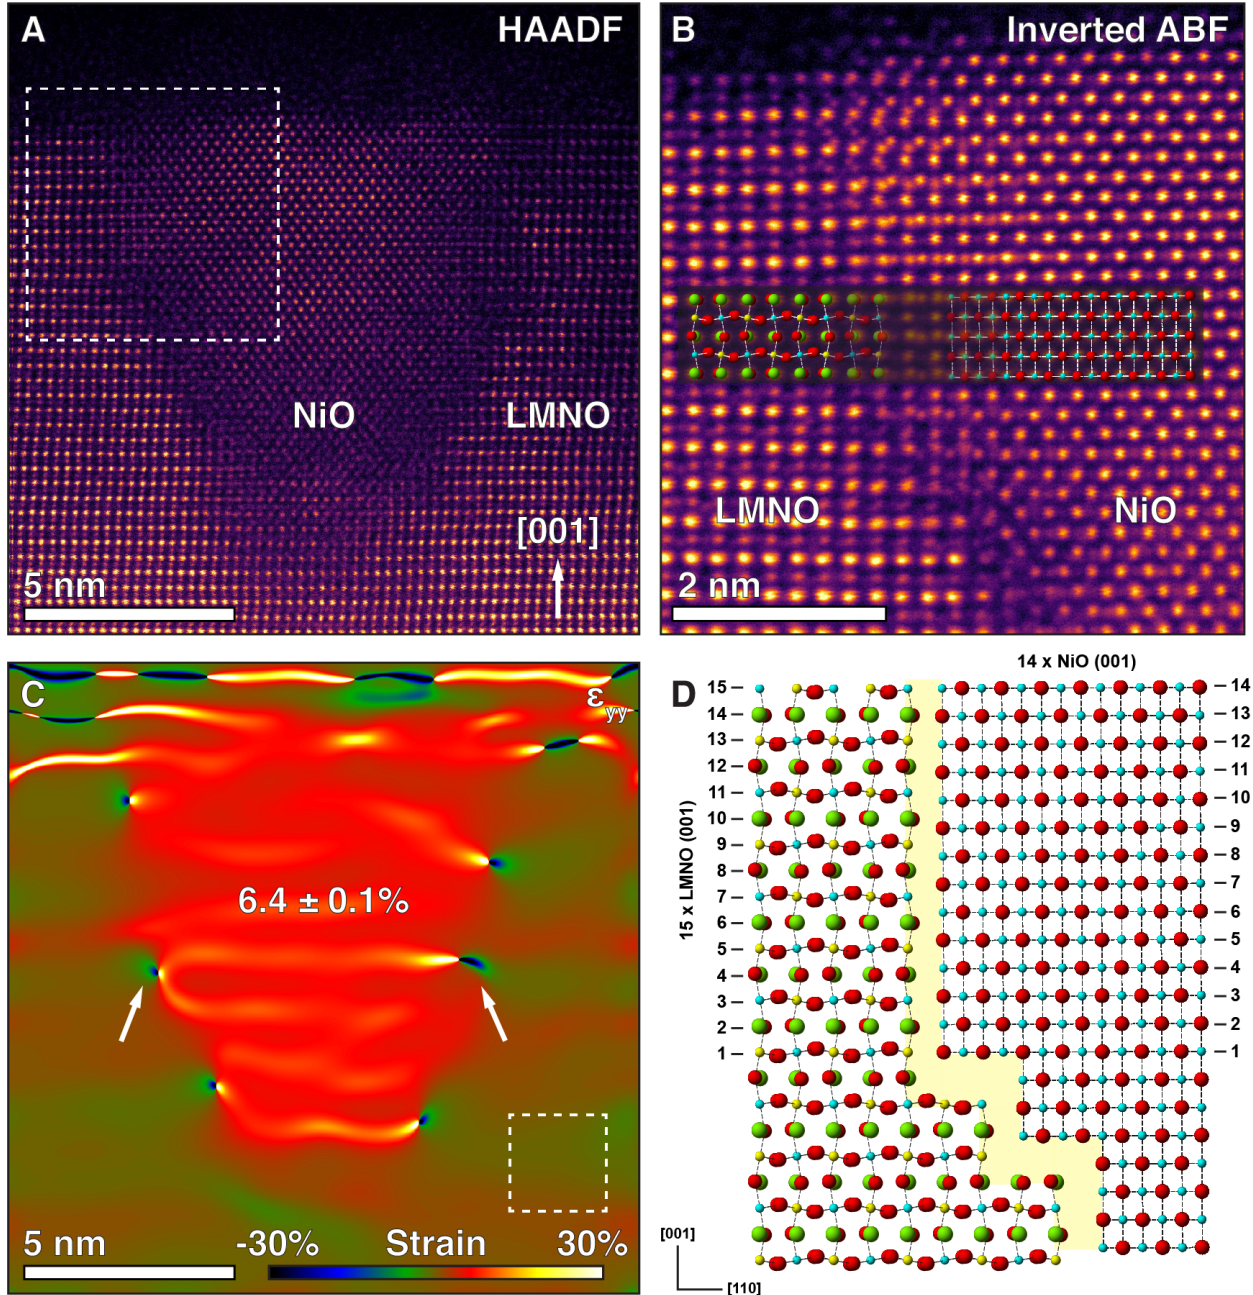 A
HAADF
NiO
LMNO
[001]
5 nm
B
Inverted ABF
LMNO
NiO
2 nm
C
εyy
6.4 ± 0.1%
-30%
Strain
30%
5 nm
D
14 x NiO (001)
15 x LMNO (001)
15
14
13
12
11
10
9
8
7
6
5
4
3
2
1
14
13
12
11
10
9
8
7
6
5
4
3
2
1
[001]
[110]